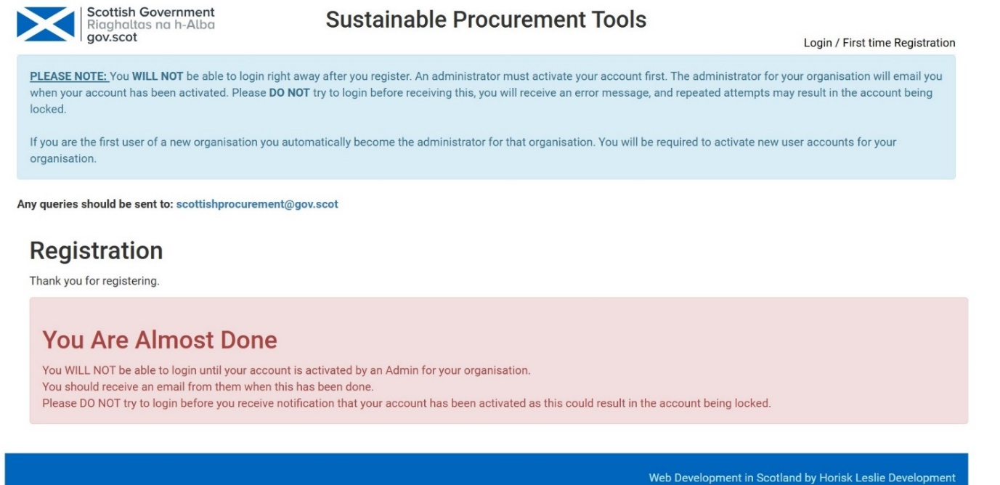 Scottish Government
Riaghaltas na h-Alba
gov.scot
Sustainable Procurement Tools
Login / First time Registration
PLEASE NOTE: You WILL NOT be able to login right away after you register. An administrator must activate your account first. The administrator for your organisation will email you
when your account has been activated. Please DO NOT try to login before receiving this, you will receive an error message, and repeated attempts may result in the account being
locked.
If you are the first user of a new organisation you automatically become the administrator for that organisation. You will be required to activate new user accounts for your
organisation.
Any queries should be sent to: scottishprocurement@gov.scot
Registration
Thank you for registering.
You Are Almost Done
You WILL NOT be able to login until your account is activated by an Admin for your organisation.
You should receive an email from them when this has been done.
Please DO NOT try to login before you receive notification that your account has been activated as this could result in the account being locked.
Web Development in Scotland by Horisk Leslie Development